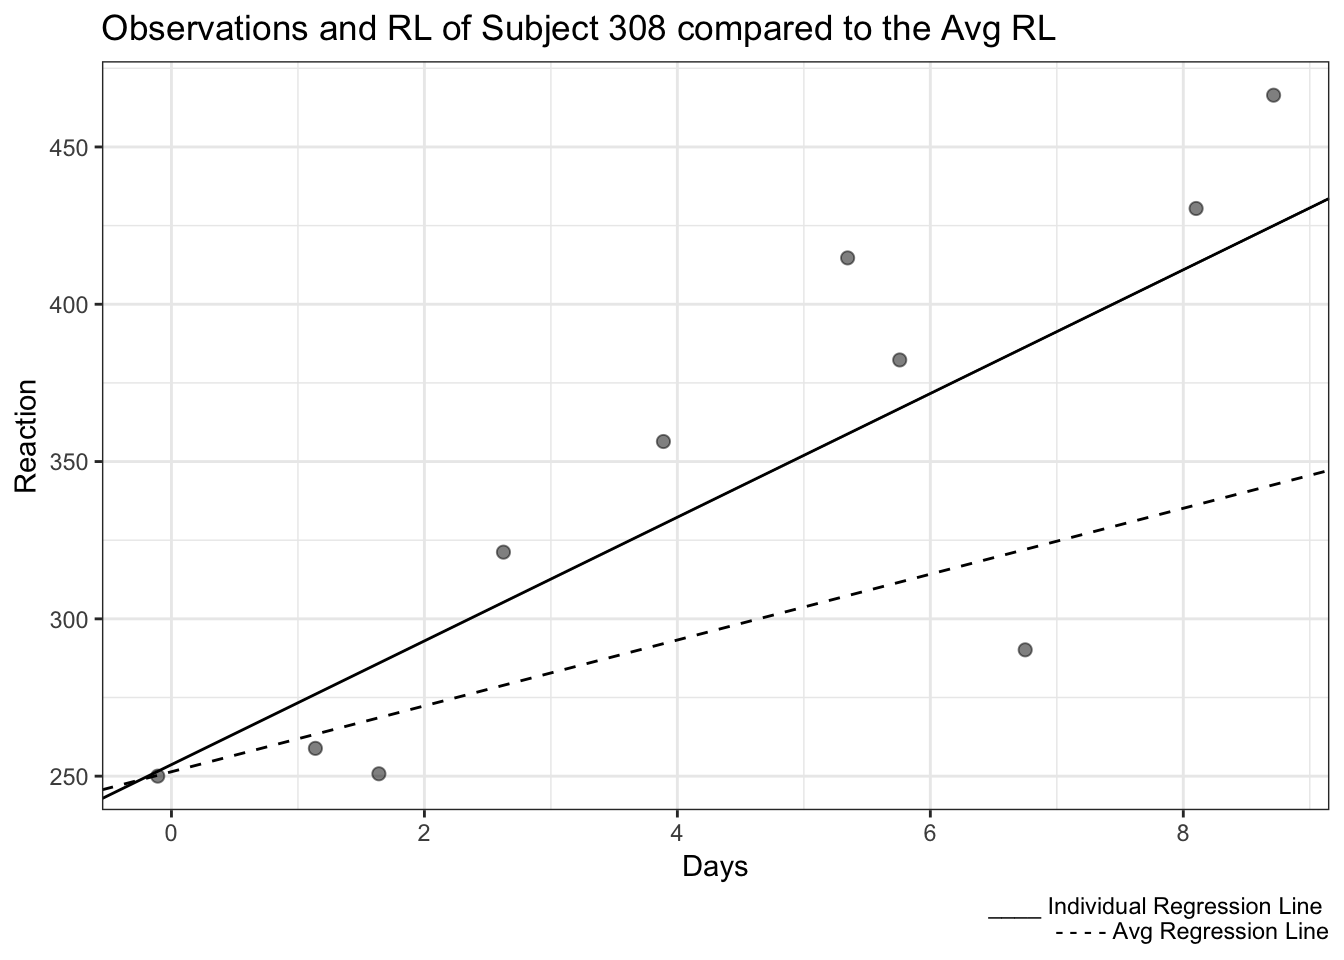 Observations and RL of Subject 308 compared to the Avg RL
450
400
350
300
250
Reaction
0 2 4 6 8
Days
____ Individual Regression Line
- - - - Avg Regression Line